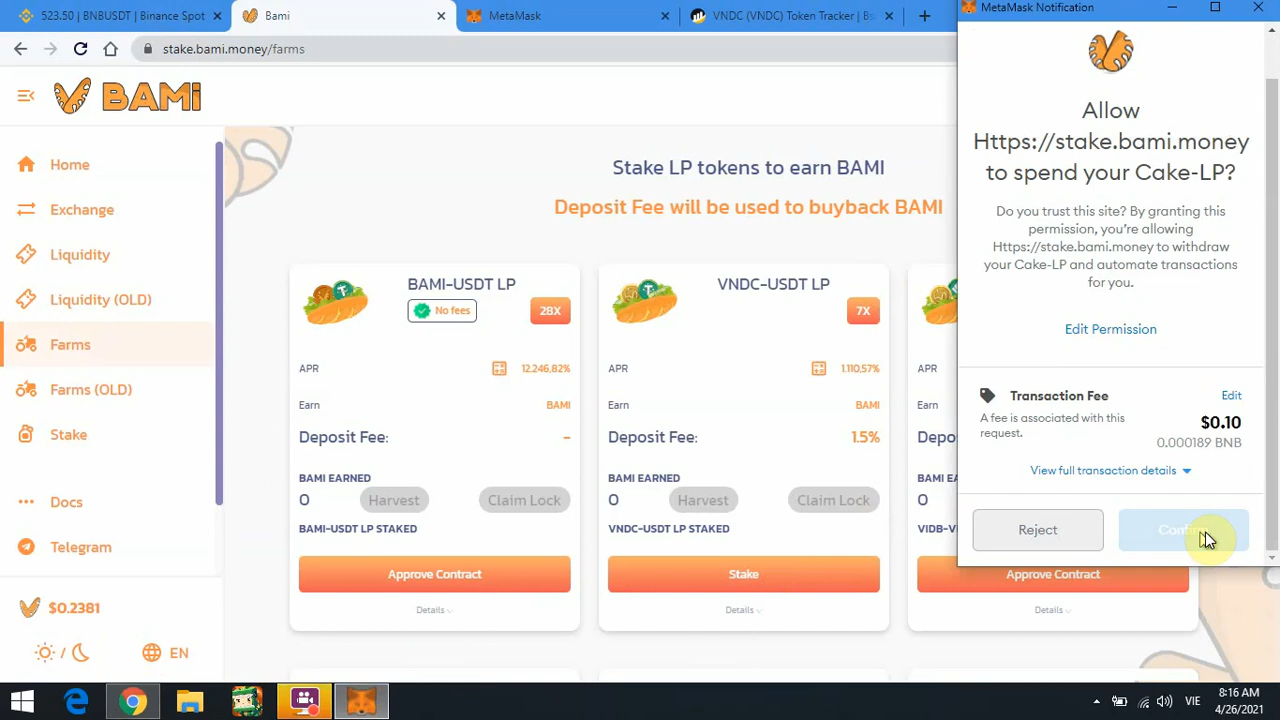 523.50 | BNBUSDT | Binance Spot
Bami
MetaMask
VNDC (VNDC) Token Tracker | Bs
stake.bami.money/farms
BAMI
Home
Exchange
Liquidity
Liquidity (OLD)
Farms
Farms (OLD)
Stake
Docs
Telegram
$0.2381
/
EN
Stake LP tokens to earn BAMI
Deposit Fee will be used to buyback BAMI
BAMI-USDT LP
No fees
28X
APR
12.246,82%
Earn
BAMI
Deposit Fee:
-
BAMI EARNED
0
Harvest
Claim Lock
BAMI-USDT LP STAKED
Approve Contract
Details
VNDC-USDT LP
7X
APR
1.110,57%
Earn
BAMI
Deposit Fee:
1.5%
BAMI EARNED
0
Harvest
Claim Lock
VNDC-USDT LP STAKED
Stake
Details
APR
Earn
Depo
BAMI E
0
VIDB-V
Approve Contract
Details
MetaMask Notification
Allow
Https://stake.bami.money
to spend your Cake-LP?
Do you trust this site? By granting this
permission, you're allowing
Https://stake.bami.money to withdraw
your Cake-LP and automate transactions
for you.
Edit Permission
Transaction Fee
Edit
A fee is associated with this
request.
$0.10
0.000189 BNB
View full transaction details
Reject
Confirm
VIE
8:16 AM
4/26/2021